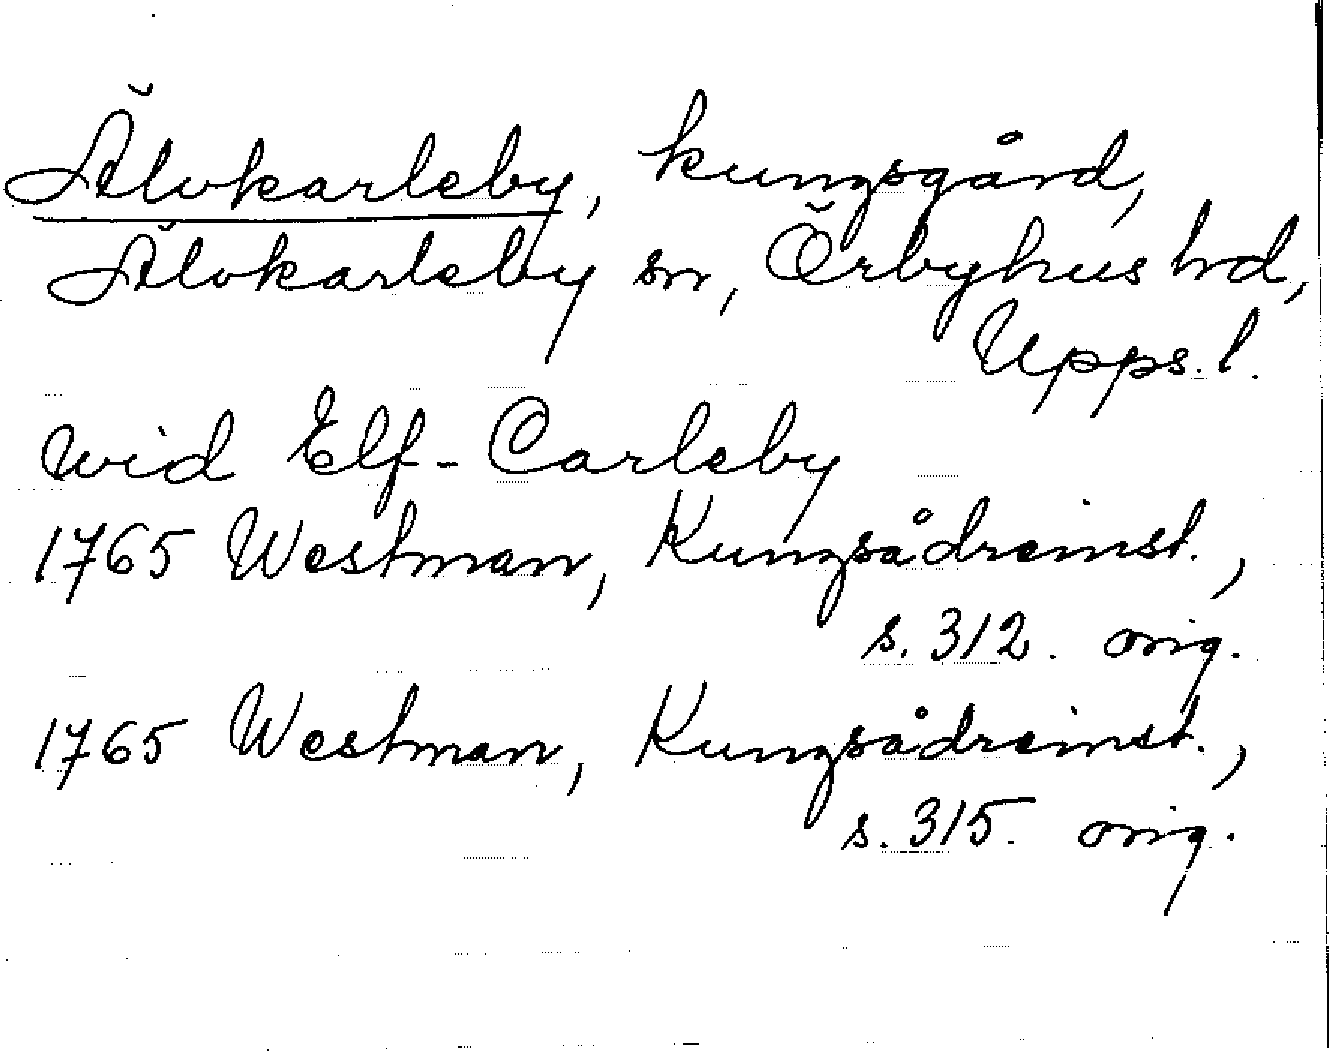 Älvkarleby, kungsgård,
Älvkarleby sn, Örbyhus hd,
Upps. l.
wid Elf-Carleby
1765 Westman, Kungsådreinst.,
s. 312. orig.
1765 Westman, Kungsådreinst.,
s. 315. orig.